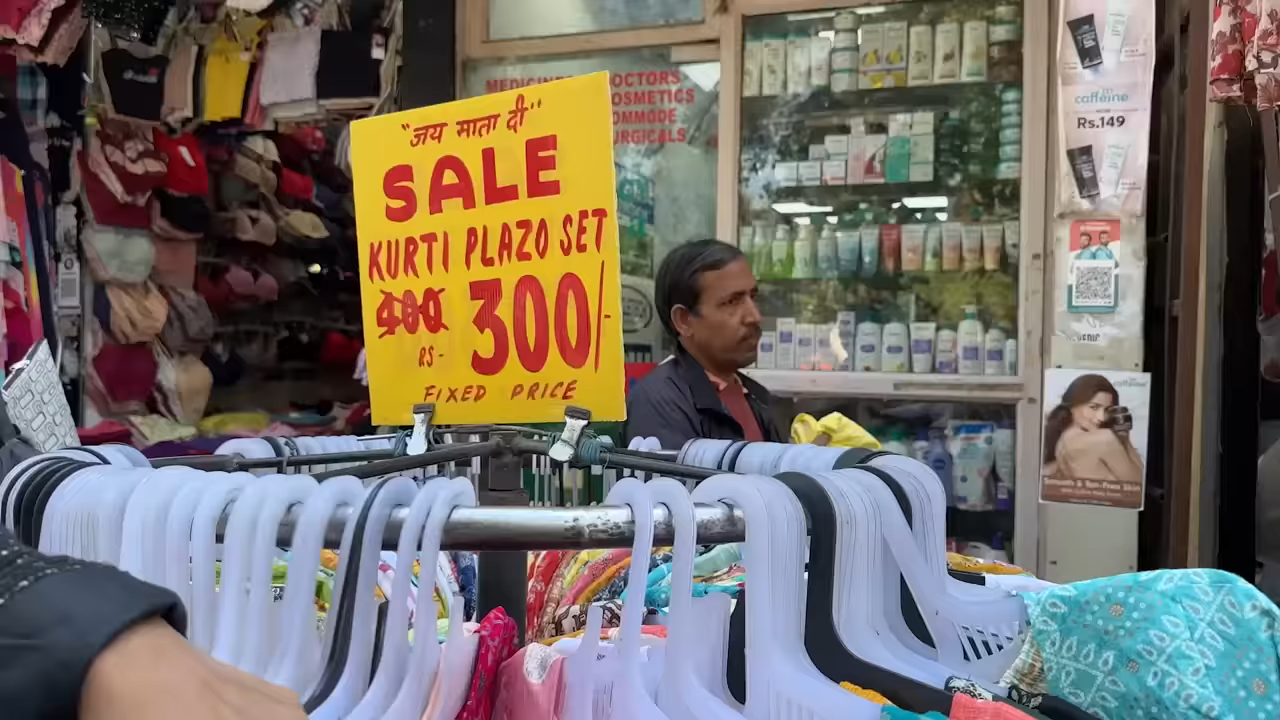 "जय माता दी"
SALE
KURTI PLAZO SET
400 300/-
RS-
FIXED PRICE
MEDICINES DOCTORS
COSMETICS
COMMODE
SURGICALS
caffeine
Rs.149